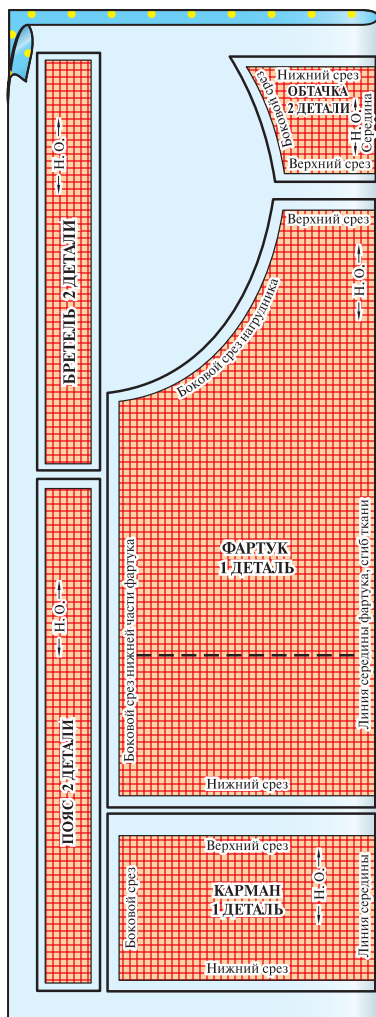 Нижний срез
ОБТАЧКА
2 ДЕТАЛИ
Боковой срез
Н. О.
Середина
Верхний срез
Н. О.
БРЕТЕЛЬ 2 ДЕТАЛИ
Верхний срез
Н. О.
Боковой срез нагрудника
ФАРТУК
1 ДЕТАЛЬ
Боковой срез нижней части фартука
Линия середины фартука, сгиб ткани
Нижний срез
Н. О.
ПОЯС 2 ДЕТАЛИ
Верхний срез
Боковой срез
КАРМАН
1 ДЕТАЛЬ
Н. О.
Линия середины
Нижний срез